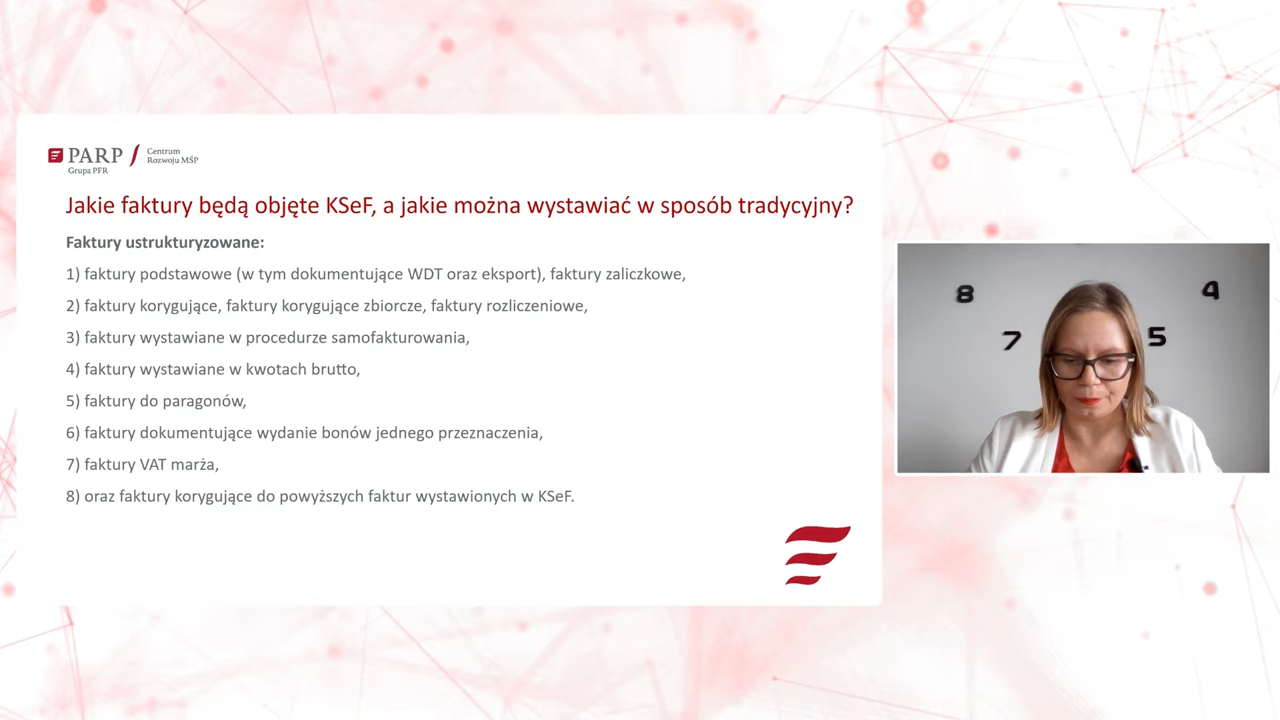 PARP
Grupa PFR
Centrum
Rozwoju MŚP
Jakie faktury będą objęte KSeF, a jakie można wystawiać w sposób tradycyjny?
Faktury ustrukturyzowane:
1) faktury podstawowe (w tym dokumentujące WDT oraz eksport), faktury zaliczkowe,
2) faktury korygujące, faktury korygujące zbiorcze, faktury rozliczeniowe,
3) faktury wystawiane w procedurze samofakturowania,
4) faktury wystawiane w kwotach brutto,
5) faktury do paragonów,
6) faktury dokumentujące wydanie bonów jednego przeznaczenia,
7) faktury VAT marża,
8) oraz faktury korygujące do powyższych faktur wystawionych w KSeF.
8
4
7
5